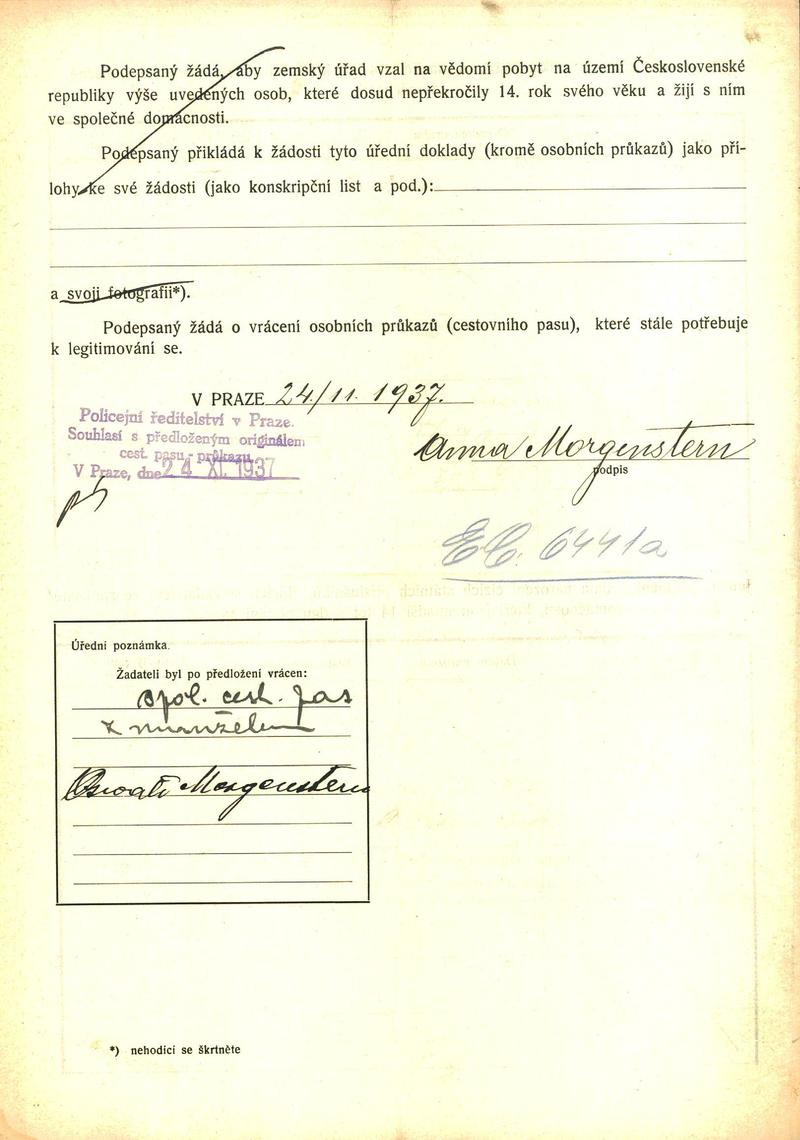 Podepsaný žádá, aby zemský úřad vzal na vědomí pobyt na území Československé
republiky výše uvedených osob, které dosud nepřekročily 14. rok svého věku a žijí s ním
ve společné domácnosti.
Podepsaný přikládá k žádosti tyto úřední doklady (kromě osobních průkazů) jako pří-
lohy ke své žádosti (jako konskripční list a pod.):
a svoji fotografii*).
Podepsaný žádá o vrácení osobních průkazů (cestovního pasu), které stále potřebuje
k legitimování se.
V PRAZE 24/11. 1937.
Policejní ředitelství v Praze.
Souhlasí s předloženým originálem
cest. pasu - průkazu
V Praze, dne 24. XI. 1937
Anna Morgenstern
podpis
EC. 6441a
Úřední poznámka.
Žadateli byl po předložení vrácen:
spol. cest. pas
z manželem
Morgenstern
*) nehodící se škrtněte